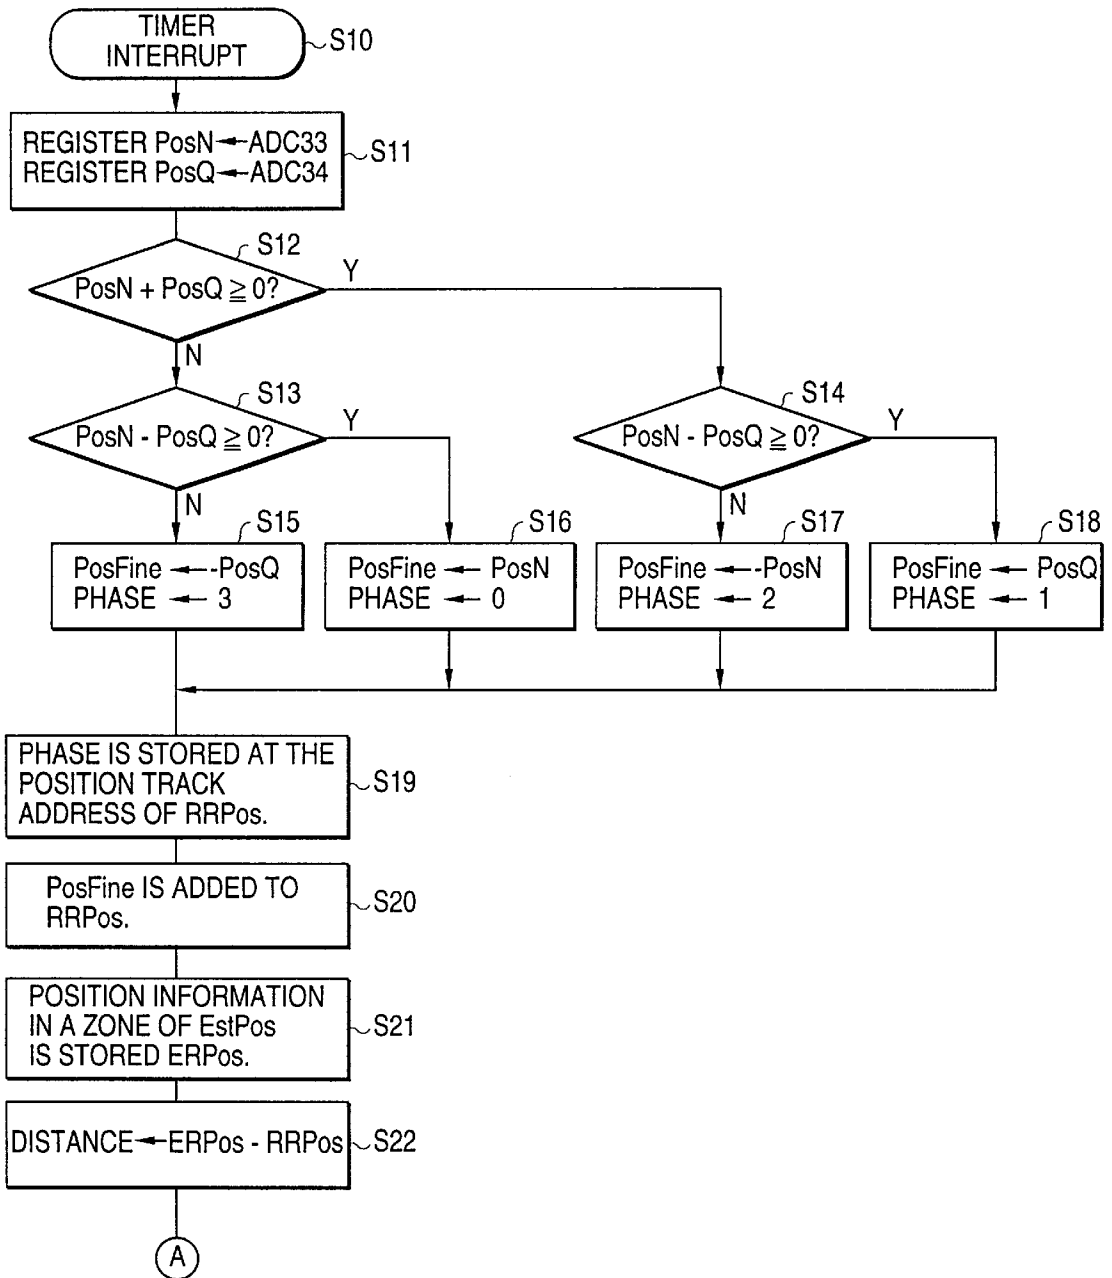 TIMER
INTERRUPT
S10
REGISTER PosN←ADC33
REGISTER PosQ←ADC34
S11
S12
PosN + PosQ ≧ 0?
Y
N
S13
PosN - PosQ ≧ 0?
Y
N
S14
PosN - PosQ ≧ 0?
Y
N
S15
PosFine ← -PosQ
PHASE ← 3
S16
PosFine ← PosN
PHASE ← 0
S17
PosFine ← -PosN
PHASE ← 2
S18
PosFine ← PosQ
PHASE ← 1
PHASE IS STORED AT THE
POSITION TRACK
ADDRESS OF RRPos.
S19
PosFine IS ADDED TO
RRPos.
S20
POSITION INFORMATION
IN A ZONE OF EstPos
IS STORED ERPos.
S21
DISTANCE←ERPos - RRPos
S22
A